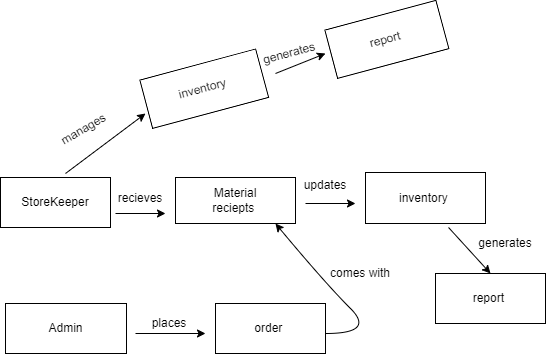 generates
report
inventory
manages
StoreKeeper
recieves
Material
reciepts
updates
inventory
generates
comes with
report
Admin
places
order